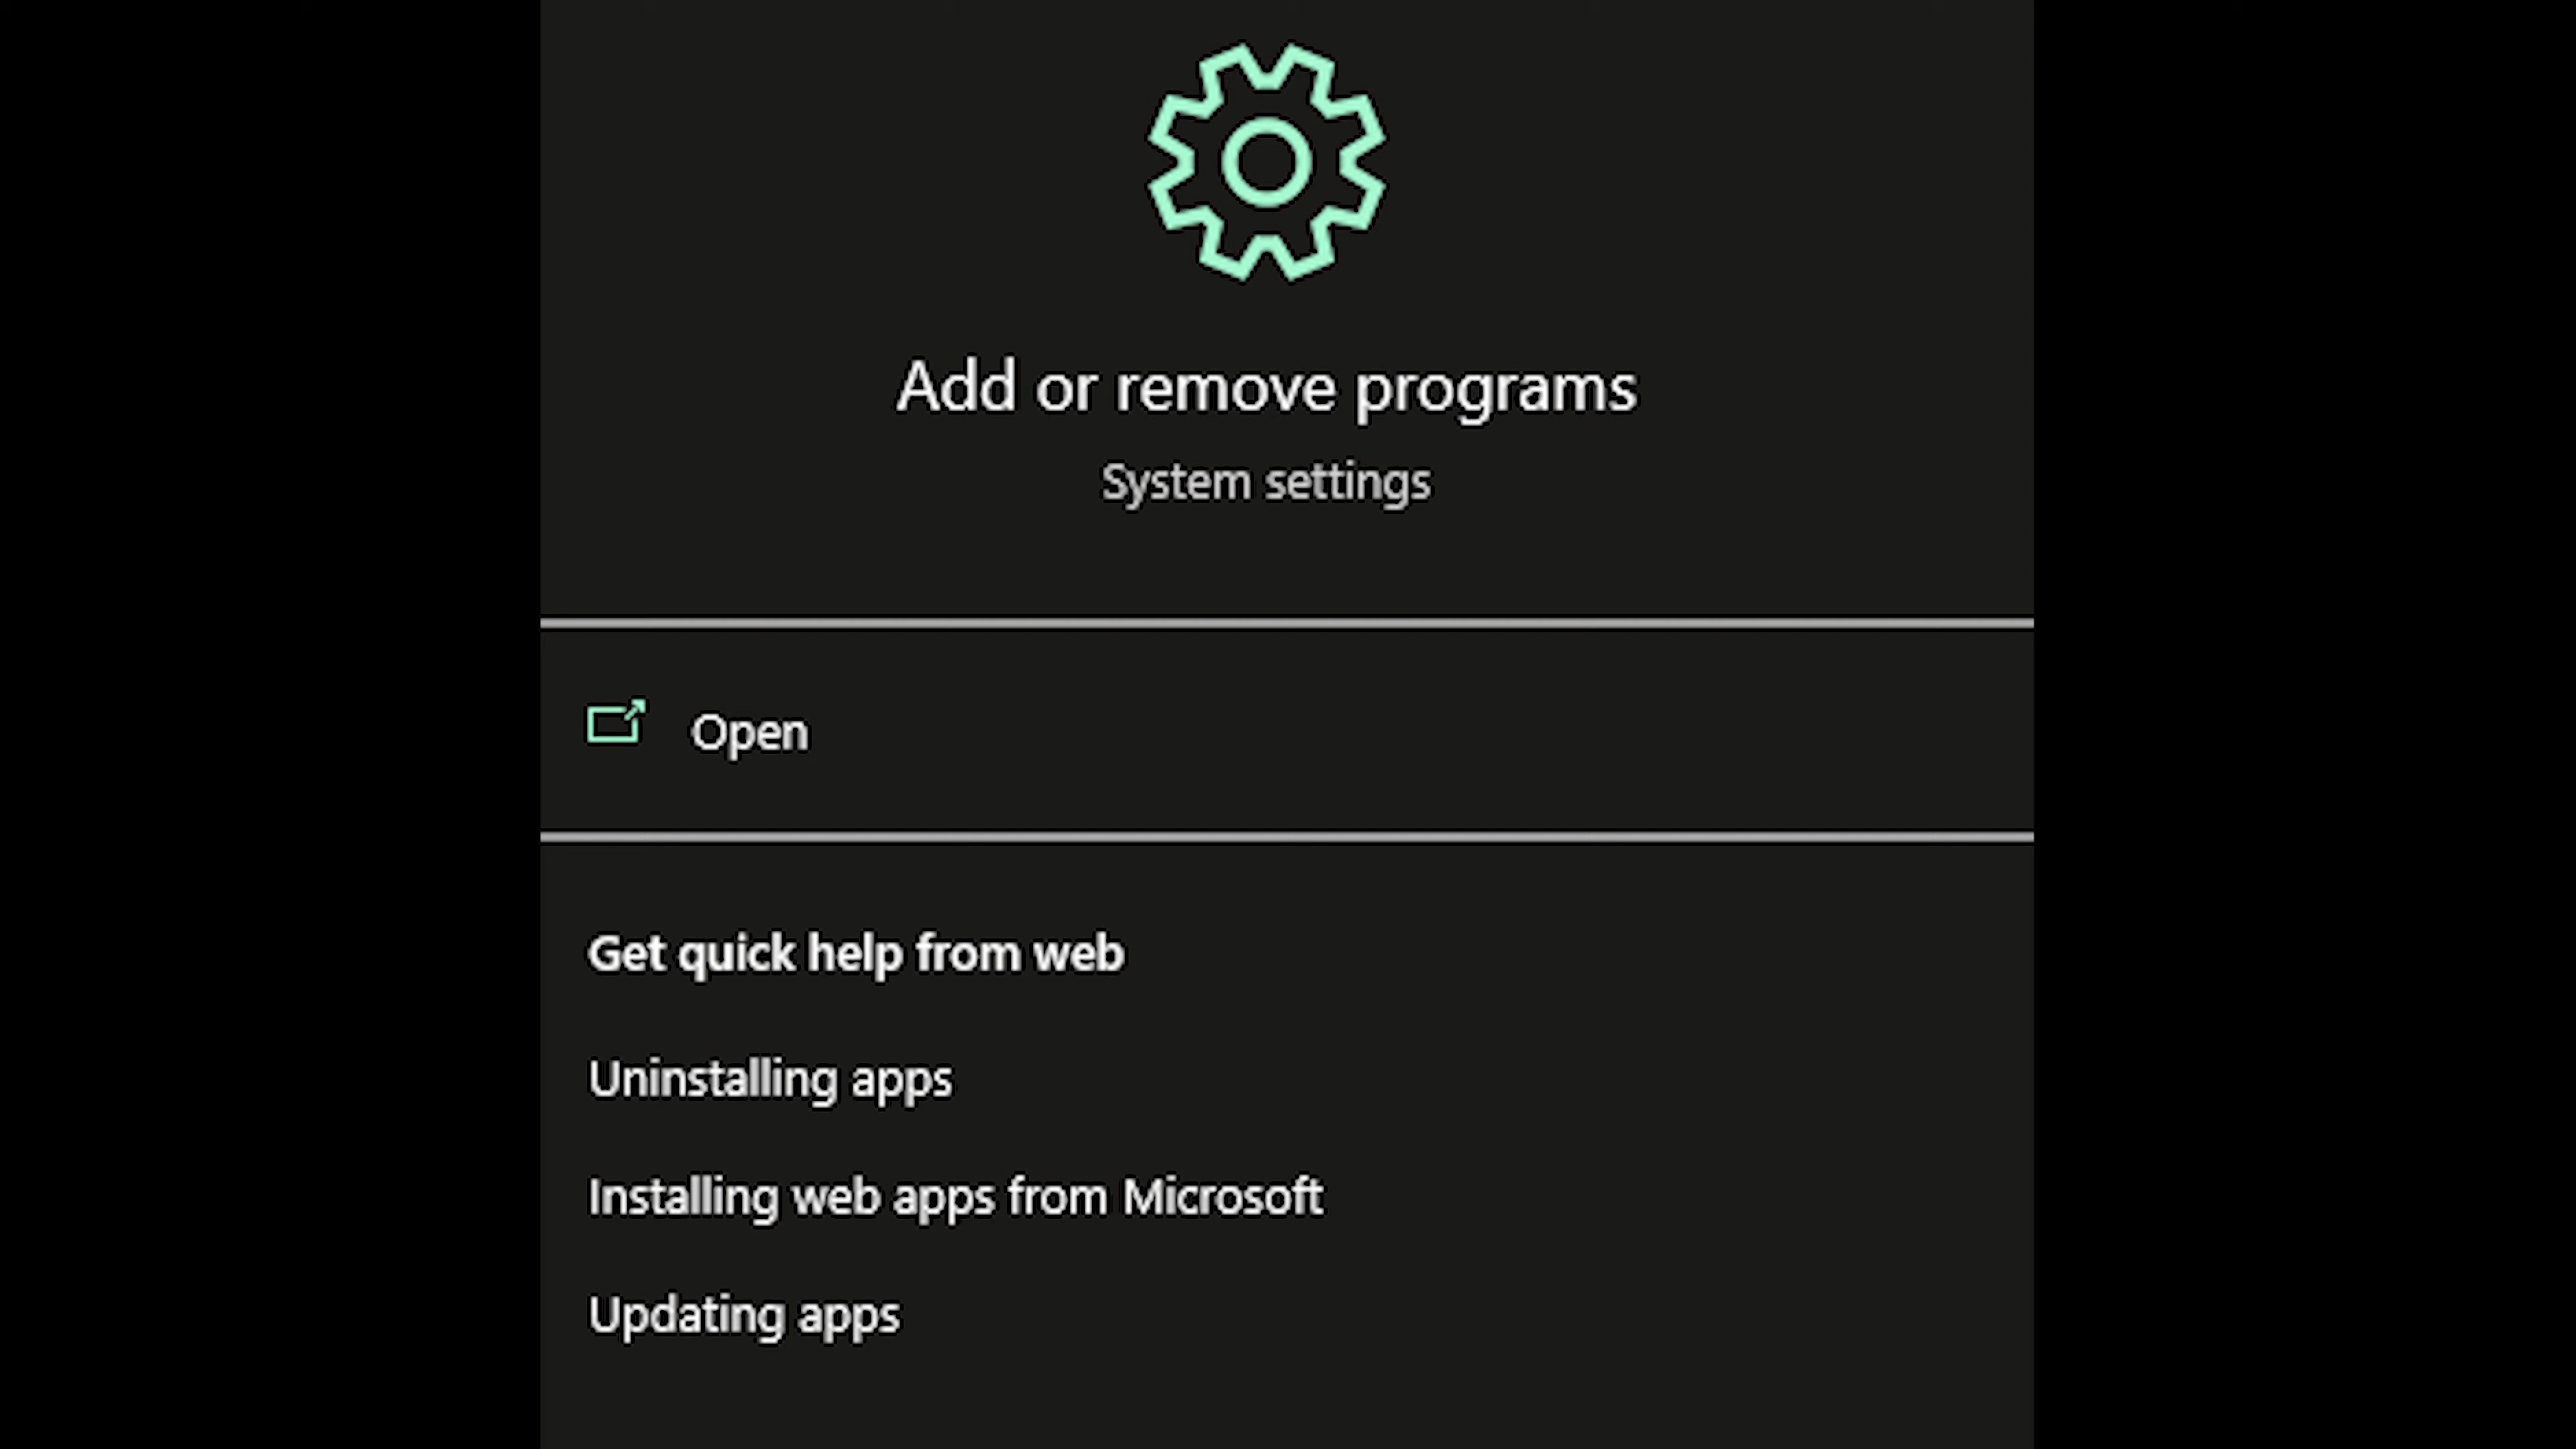 Add or remove programs
System settings
Open
Get quick help from web
Uninstalling apps
Installing web apps from Microsoft
Updating apps